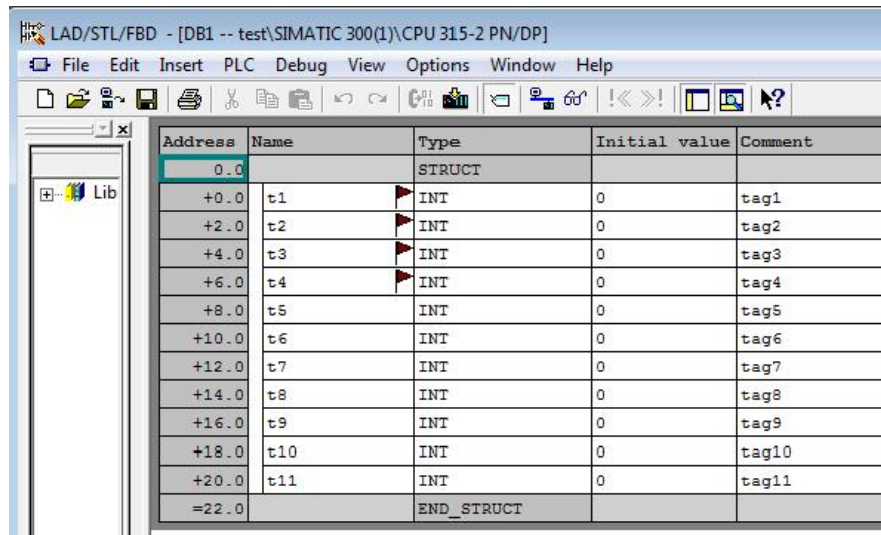 LAD/STL/FBD - [DB1 -- test\SIMATIC 300(1)\CPU 315-2 PN/DP]
File Edit Insert PLC Debug View Options Window Help
Address Name Type Initial value Comment
0.0 STRUCT
Lib
+0.0 t1 INT 0 tag1
+2.0 t2 INT 0 tag2
+4.0 t3 INT 0 tag3
+6.0 t4 INT 0 tag4
+8.0 t5 INT 0 tag5
+10.0 t6 INT 0 tag6
+12.0 t7 INT 0 tag7
+14.0 t8 INT 0 tag8
+16.0 t9 INT 0 tag9
+18.0 t10 INT 0 tag10
+20.0 t11 INT 0 tag11
=22.0 END_STRUCT